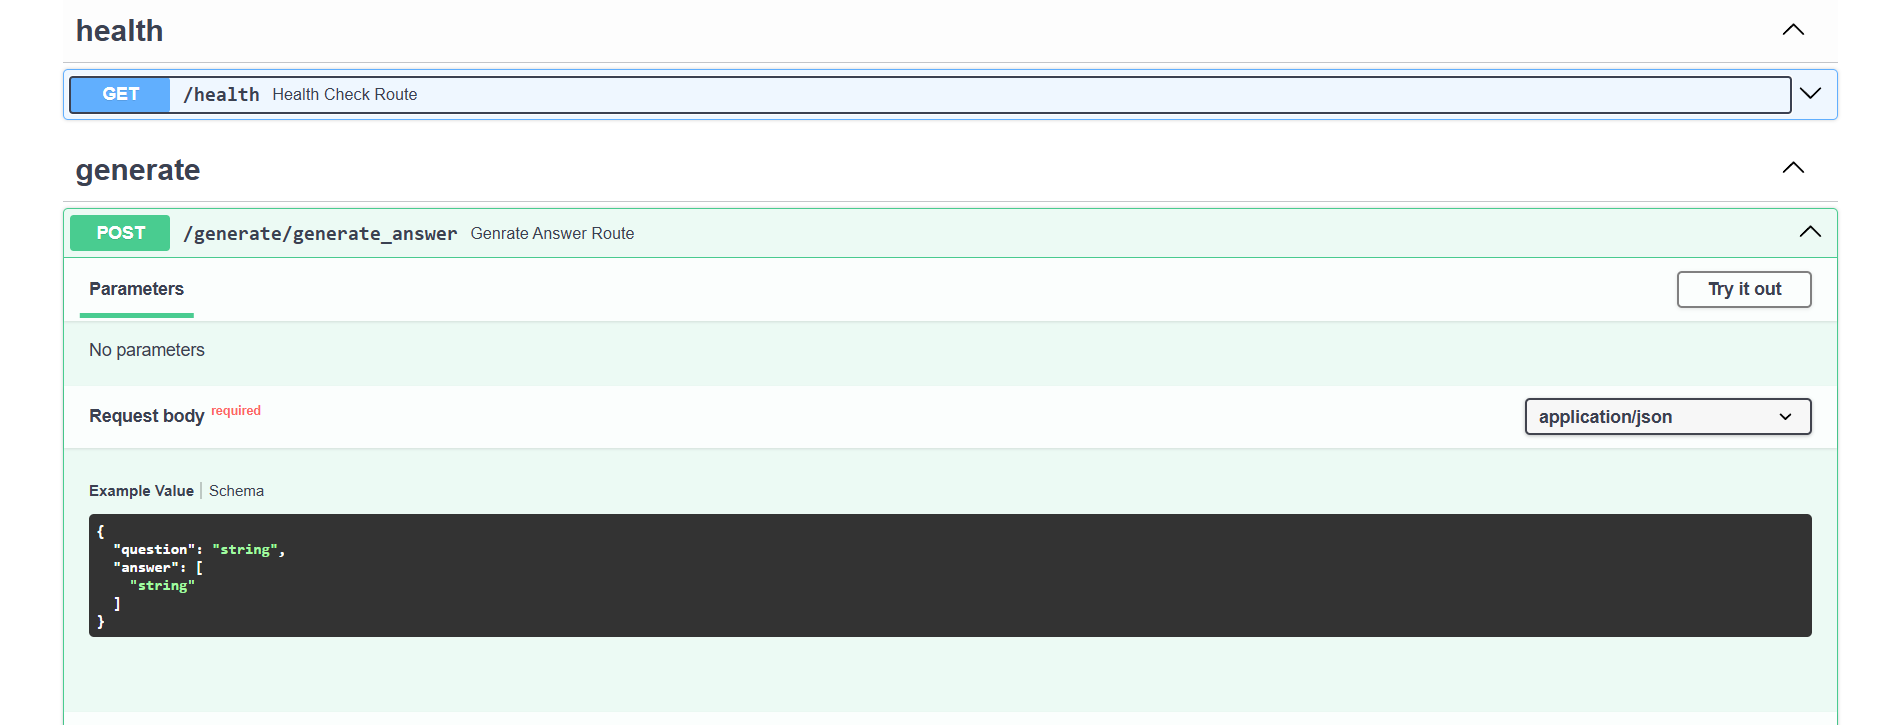 health
GET /health Health Check Route
generate
POST /generate/generate_answer Genrate Answer Route
Parameters Try it out
No parameters
Request body required application/json
Example Value Schema
{
"question": "string",
"answer": [
"string"
]
}